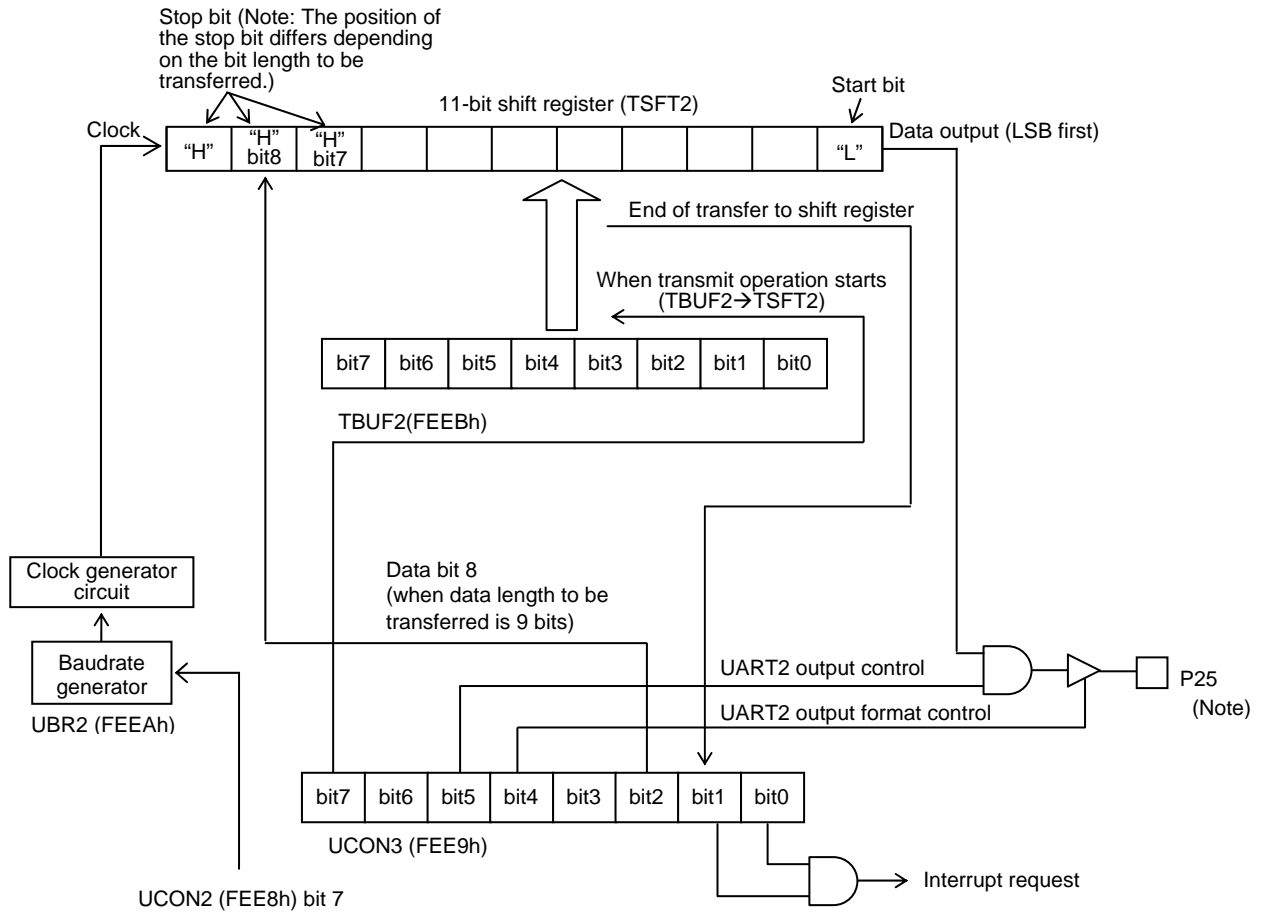 Stop bit (Note: The position of
the stop bit differs depending
on the bit length to be
transferred.)
11-bit shift register (TSFT2)
Start bit
Clock
Data output (LSB first)
“H”
“H”
bit8
“H”
bit7
“L”
End of transfer to shift register
When transmit operation starts
(TBUF2→TSFT2)
bit7 bit6 bit5 bit4 bit3 bit2 bit1 bit0
TBUF2(FEEBh)
Clock generator
circuit
Data bit 8
(when data length to be
transferred is 9 bits)
Baudrate
generator
UBR2 (FEEAh)
UART2 output control
P25
(Note)
UART2 output format control
bit7 bit6 bit5 bit4 bit3 bit2 bit1 bit0
UCON3 (FEE9h)
Interrupt request
UCON2 (FEE8h) bit 7